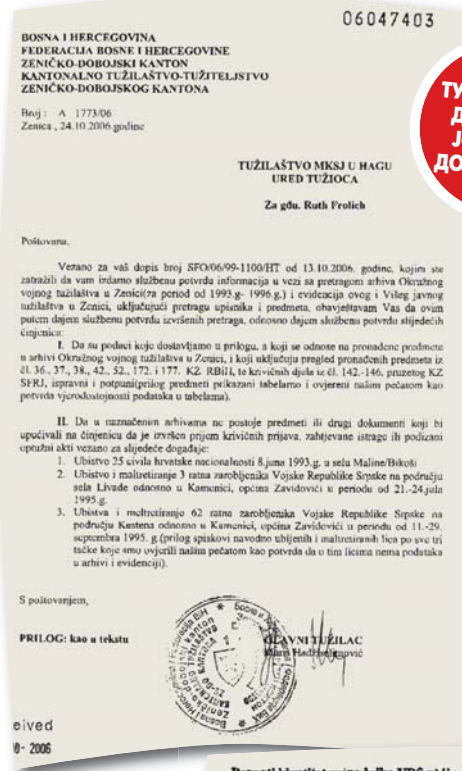 06047403
BOSNA I HERCEGOVINA
FEDERACIJA BOSNE I HERCEGOVINE
ZENIČKO-DOBOJSKI KANTON
KANTONALNO TUŽILAŠTVO-TUŽITELJSTVO
ZENIČKO-DOBOJSKOG KANTONA
Broj : A 1773/06
Zenica , 24.10.2006.godine
TUŽILAŠTVO MKSJ U HAGU
URED TUŽIOCA
Za gđu. Ruth Frolich
Poštovana,
Vezano za vaš dopis broj SFO/06/99-1100/HT od 13.10.2006. godine, kojim ste
zatražili da vam izdamo službenu potvrdu informacija u vezi sa pretragom arhiva Okružnog
vojnog tužilaštva u Zenici(za period od 1993.g- 1996.g,) i evidencija ovog i Višeg javnog
tužilaštva u Zenici, uključujući pretragu upisnika i predmeta, obavještavam Vas da ovim
putem dajem službenu potvrdu izvršenih pretraga, odnosno dajem službenu potvrdu slijedećih
činjenica:
I. Da su podaci koje dostavljamo u prilogu, a koji se odnose na pronađene predmete
u arhivi Okružnog vojnog tužilaštva u Zenici, i koji uključuju pregled pronađenih predmeta iz
čl. 36., 37., 38., 42., 52., 172. i 177. KZ RBiH, te krivičnih djela iz čl. 142.-146. preuzetog KZ
SFRJ, ispravni i potpuni(prilog predmeti prikazani tabelarno i ovjereni našim pečatom kao
potvrda vjerodostojnosti podataka u tabelama).
II. Da u naznačenim arhivama ne postoje predmeti ili drugi dokumenti koji bi
upućivali na činjenicu da je izvršen prijem krivičnih prijava, zahtjevane istrage ili podizani
optužni akti vezano za slijedeće događaje:
1. Ubistvo 25 civila hrvatske nacionalnosti 8.juna 1993.g. u selu Maline/Bikoši
2. Ubistvo i maltretiranje 3 ratna zarobljenika Vojske Republike Srpske na području
sela Livade odnosno u Kamenici, općina Zavidovići u periodu od 21.-24.jula
1995.g.
3. Ubistva i meltretiranje 62 ratna zarobljenika Vojske Republike Srpske na
području Kestena odnosno u Kamenici, općina Zavidovići u periodu od 11.-29.
septembra 1995. g.(prilog spiskovi navodno ubijenih i maltretiranih lica po sve tri
tačke koje smo ovjerili našim pečatom kao potvrda da o tim licima nema podataka
u arhivi i evidenciji).
S poštovanjem,
PRILOG: kao u tekstu
GLAVNI TUŽILAC
eived
2006